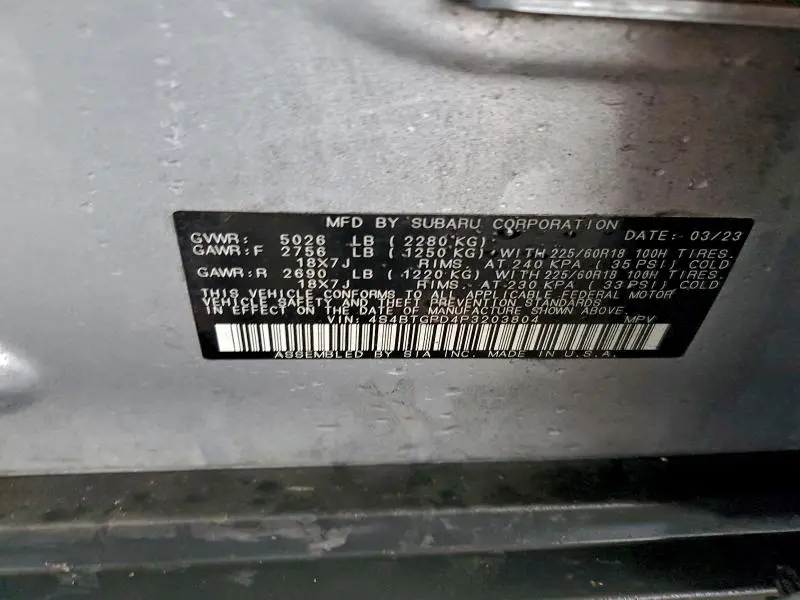 MFD BY SUBARU CORPORATION DATE:- 03/23
GVWR: 5026 LB ( 2280 KG)
GAWR: F 2756 LB ( 1250 KG) WITH 225/60R18 100H TIRES.
18X7J RIMS. AT 240 KPA ( 35 PSI) COLD
GAWR: R 2690 LB ( 1220 KG) WITH 225/60R18 100H TIRES.
18X7J RIMS. AT 230 KPA ( 33 PSI) COLD
THIS VEHICLE CONFORMS TO ALL APPLICABLE FEDERAL MOTOR
VEHICLE SAFETY AND THEFT PREVENTION STANDARDS
IN EFFECT ON THE DATE OF MANUFACTURE SHOWN ABOVE.
VIN: 4S4BTGPD4P3203804 MPV
ASSEMBLED BY SIA INC. MADE IN U.S.A.